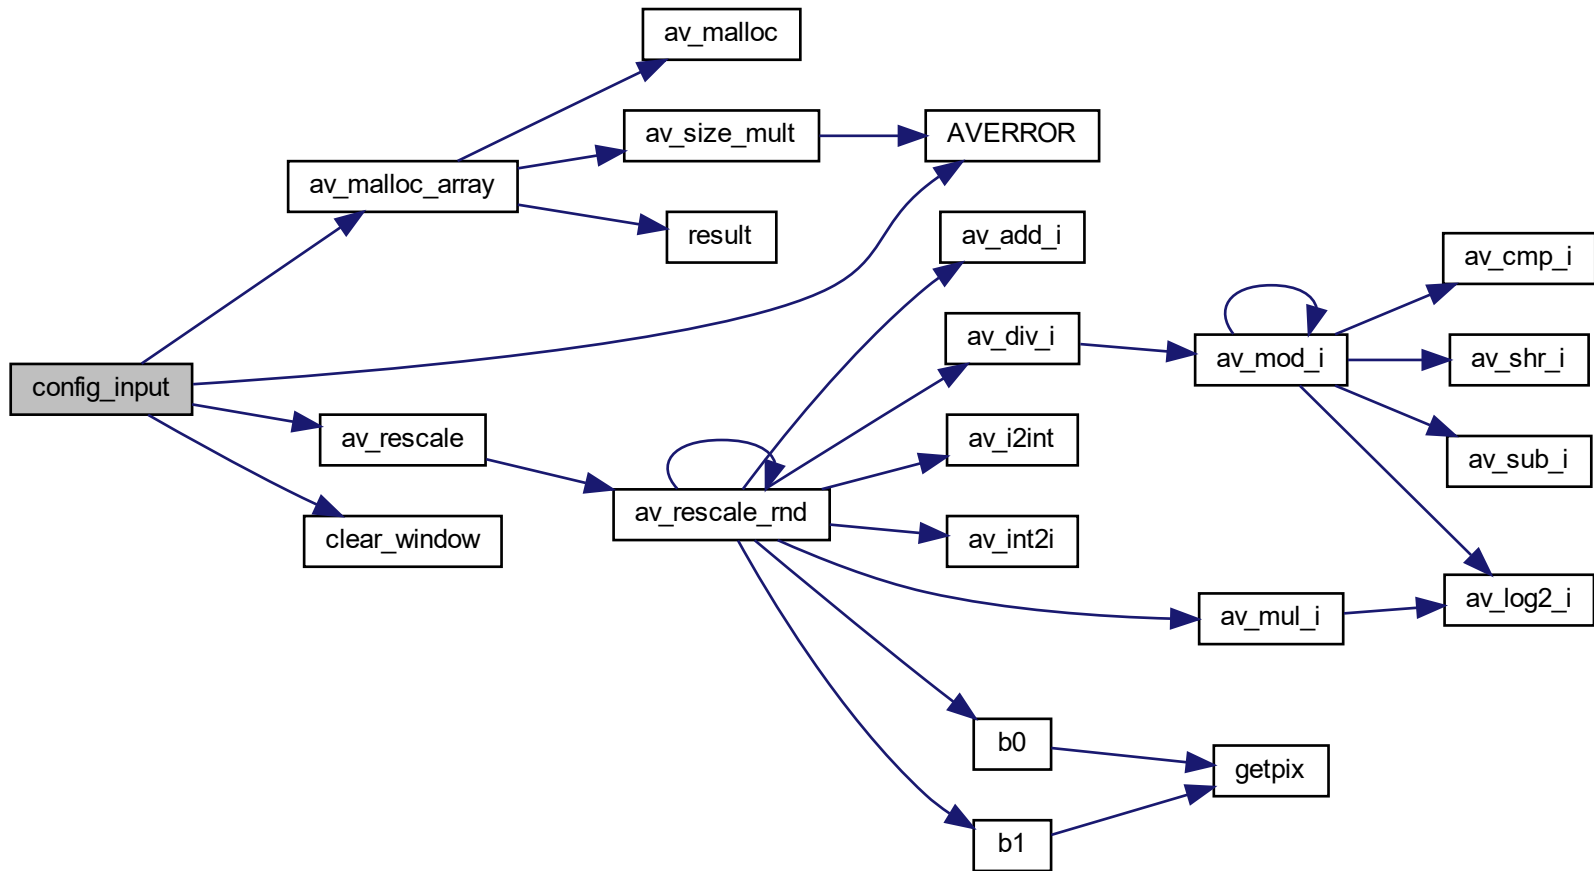 av_malloc
av_size_mult
AVERROR
av_malloc_array
result
av_add_i
av_cmp_i
av_div_i
av_mod_i
av_shr_i
config_input
av_rescale
av_i2int
av_sub_i
av_rescale_rnd
clear_window
av_int2i
av_mul_i
av_log2_i
b0
getpix
b1